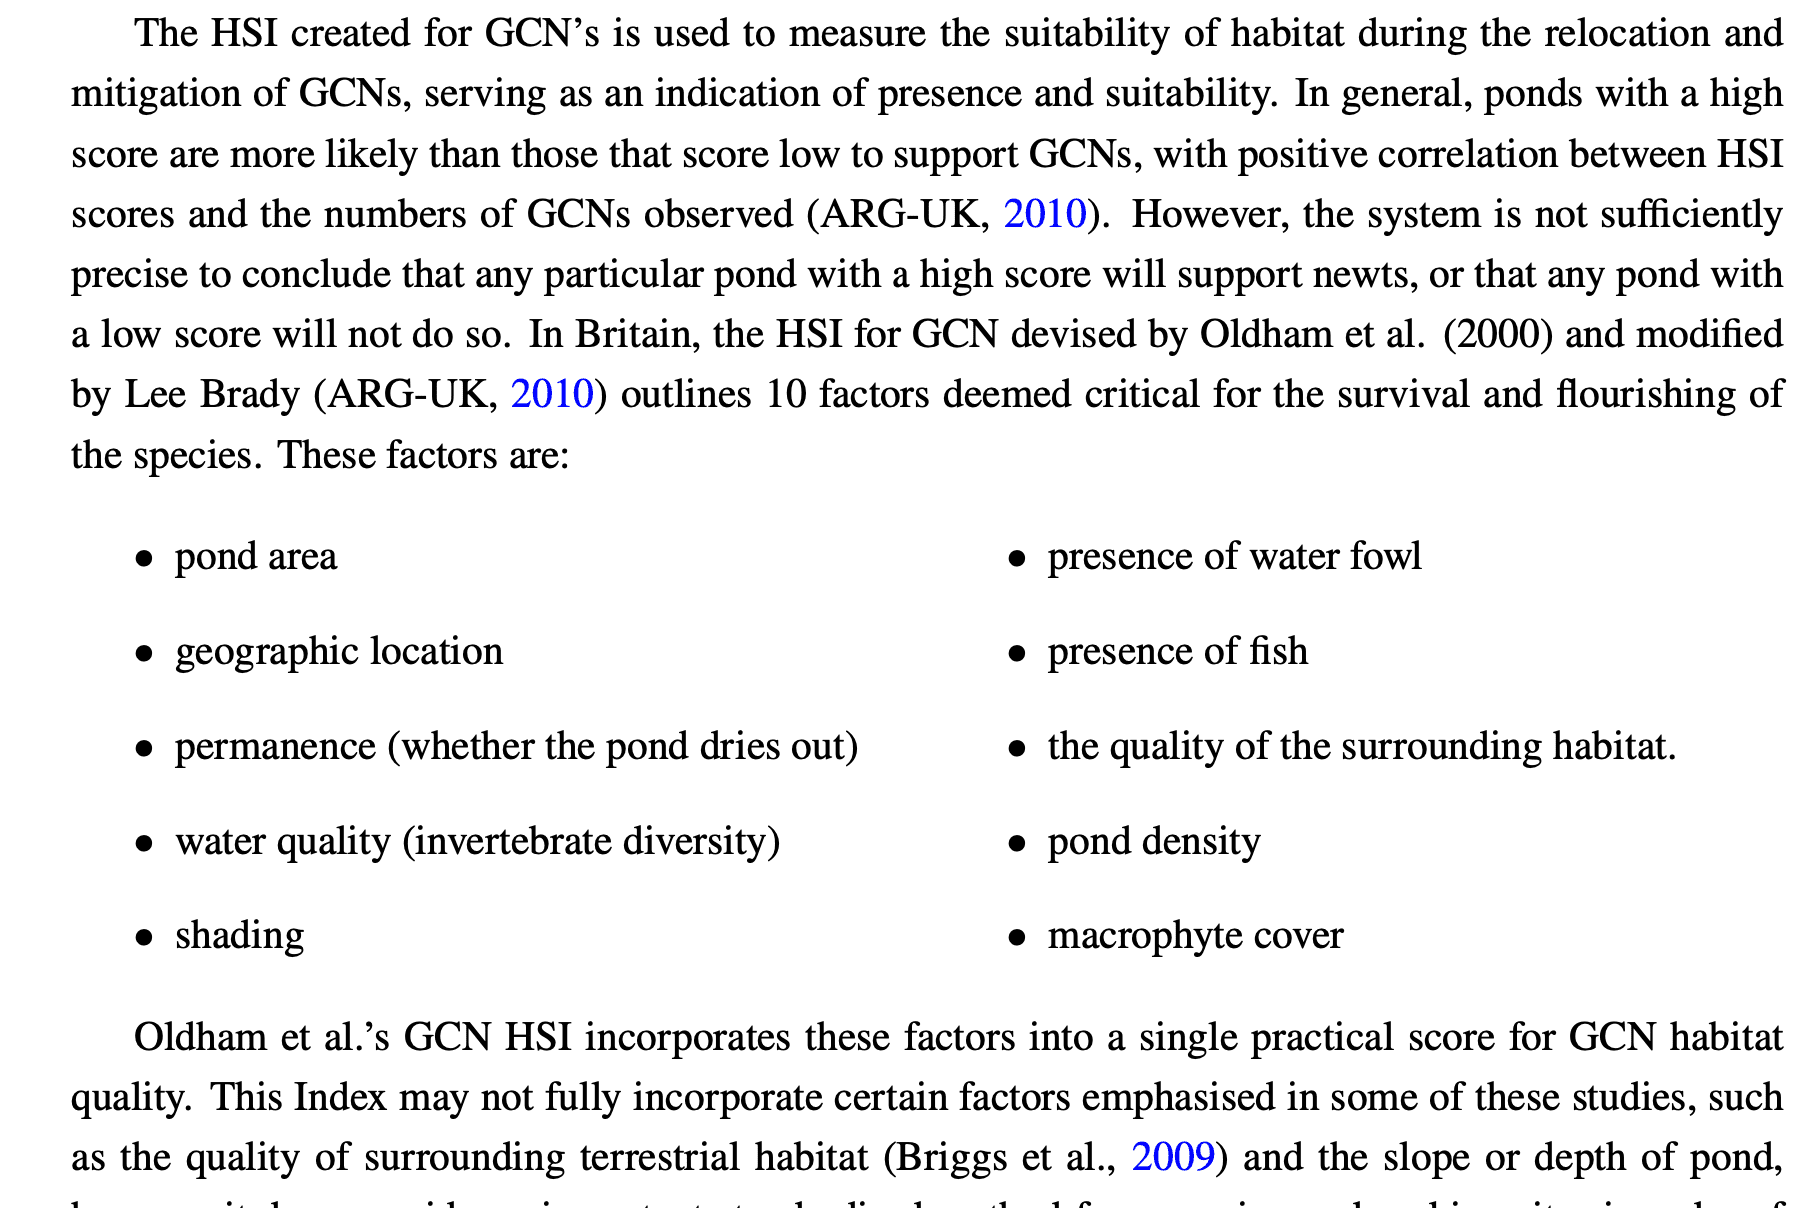 The HSI created for GCN’s is used to measure the suitability of habitat during the relocation and
mitigation of GCNs, serving as an indication of presence and suitability. In general, ponds with a high
score are more likely than those that score low to support GCNs, with positive correlation between HSI
scores and the numbers of GCNs observed (ARG-UK, 2010). However, the system is not sufficiently
precise to conclude that any particular pond with a high score will support newts, or that any pond with
a low score will not do so. In Britain, the HSI for GCN devised by Oldham et al. (2000) and modified
by Lee Brady (ARG-UK, 2010) outlines 10 factors deemed critical for the survival and flourishing of
the species. These factors are:
• pond area
• geographic location
• permanence (whether the pond dries out)
• water quality (invertebrate diversity)
• shading
• presence of water fowl
• presence of fish
• the quality of the surrounding habitat.
• pond density
• macrophyte cover
Oldham et al.’s GCN HSI incorporates these factors into a single practical score for GCN habitat
quality. This Index may not fully incorporate certain factors emphasised in some of these studies, such
as the quality of surrounding terrestrial habitat (Briggs et al., 2009) and the slope or depth of pond,